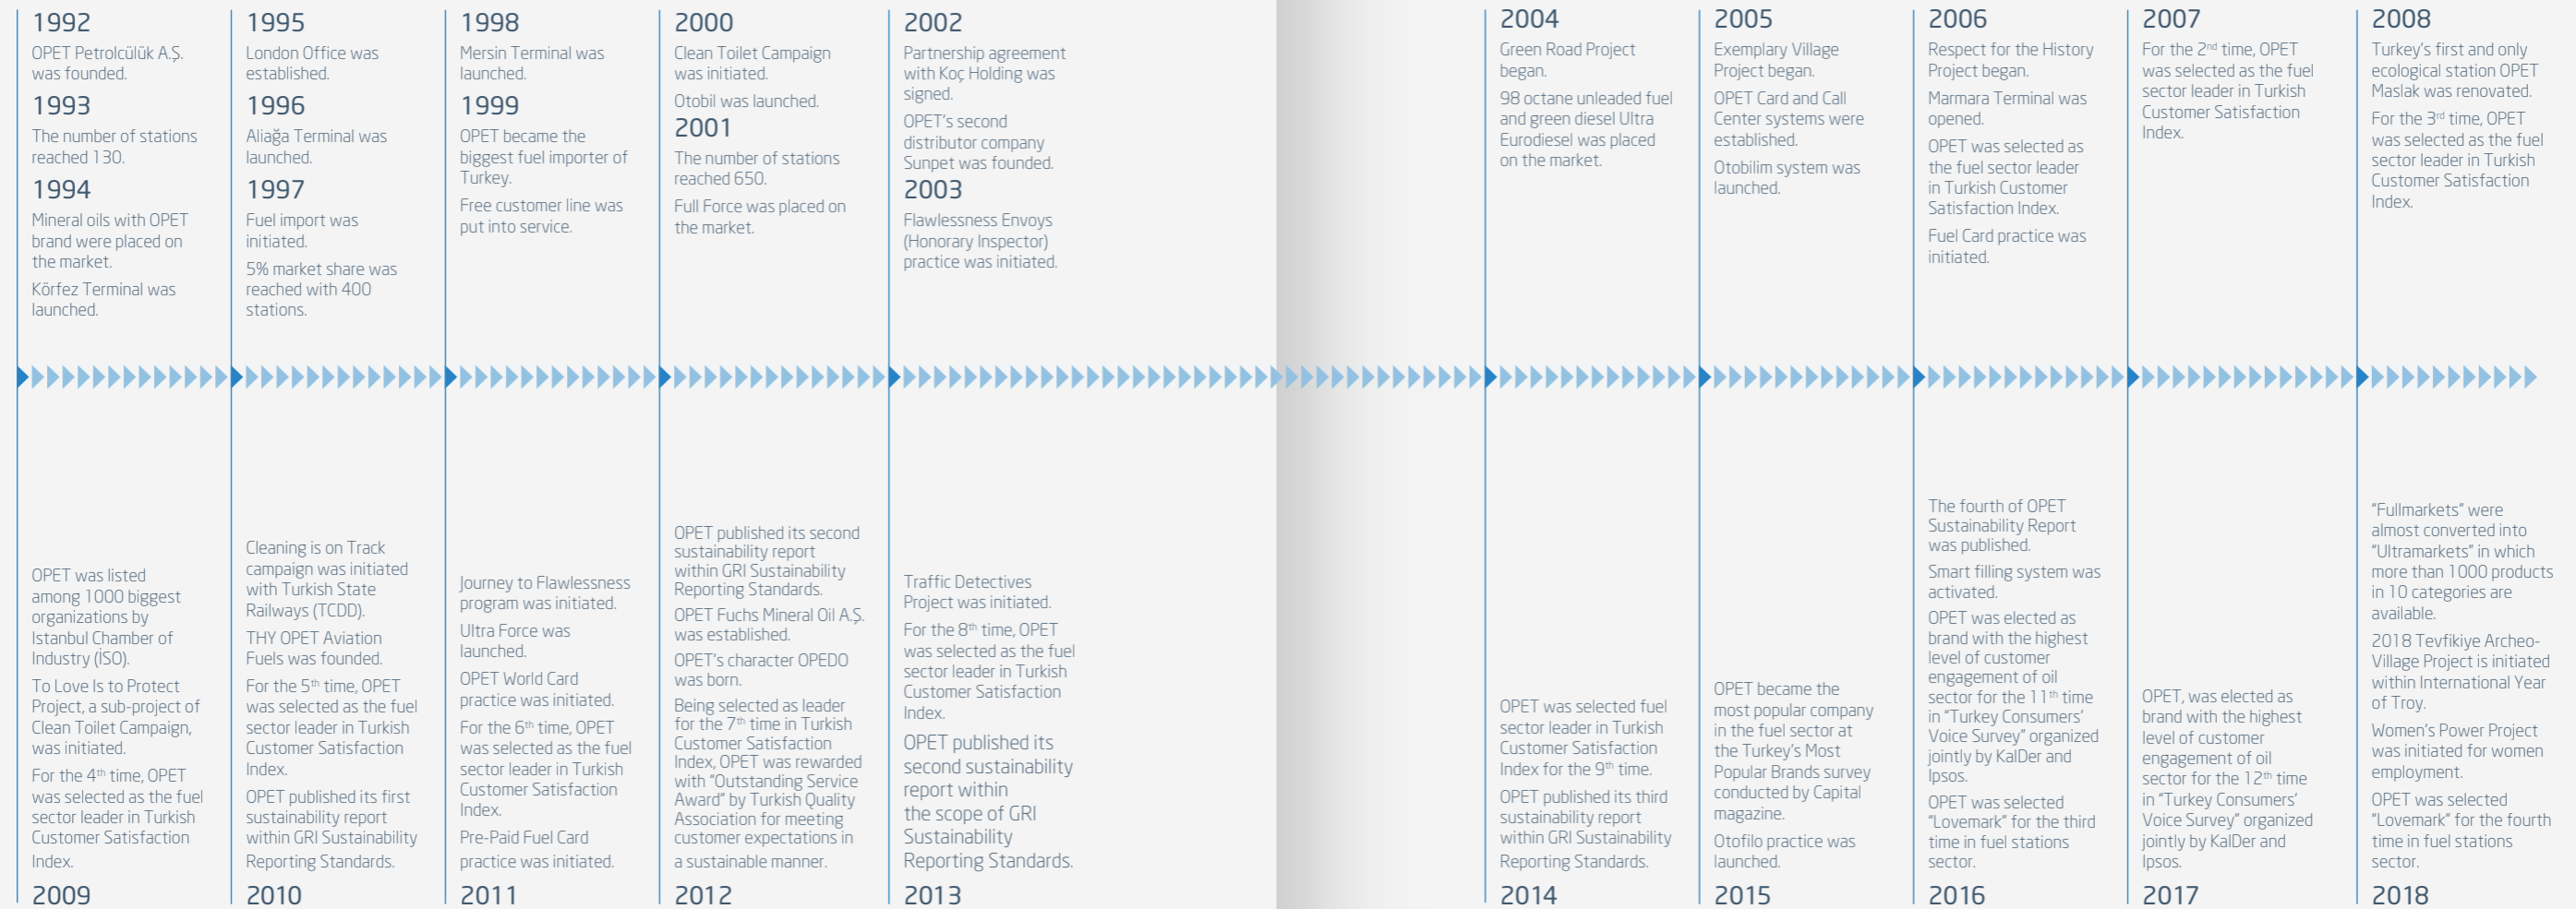 1992
OPET Petrolcülük A.Ş.
was founded.
1993
The number of stations
reached 130.
1994
Mineral oils with OPET
brand were placed on
the market.
Körfez Terminal was
launched.
1995
London Office was
established.
1996
Aliağa Terminal was
launched.
1997
Fuel import was
initiated.
5% market share was
reached with 400
stations.
1998
Mersin Terminal was
launched.
1999
OPET became the
biggest fuel importer of
Turkey.
Free customer line was
put into service.
2000
Clean Toilet Campaign
was initiated.
Otobil was launched.
2001
The number of stations
reached 650.
Full Force was placed on
the market.
2002
Partnership agreement
with Koç Holding was
signed.
OPET's second
distributor company
Sunpet was founded.
2003
Flawlessness Envoys
(Honorary Inspector)
practice was initiated.
2004
Green Road Project
began.
98 octane unleaded fuel
and green diesel Ultra
Eurodiesel was placed
on the market.
2005
Exemplary Village
Project began.
OPET Card and Call
Center systems were
established.
Otobilim system was
launched.
2006
Respect for the History
Project began.
Marmara Terminal was
opened.
OPET was selected as
the fuel sector leader
in Turkish Customer
Satisfaction Index.
Fuel Card practice was
initiated.
2007
For the 2nd time, OPET
was selected as the fuel
sector leader in Turkish
Customer Satisfaction
Index.
2008
Turkey's first and only
ecological station OPET
Maslak was renovated.
For the 3rd time, OPET
was selected as the fuel
sector leader in Turkish
Customer Satisfaction
Index.
OPET was listed
among 1000 biggest
organizations by
Istanbul Chamber of
Industry (İSO).
To Love Is to Protect
Project, a sub-project of
Clean Toilet Campaign,
was initiated.
For the 4th time, OPET
was selected as the fuel
sector leader in Turkish
Customer Satisfaction
Index.
2009
Cleaning is on Track
campaign was initiated
with Turkish State
Railways (TCDD).
THY OPET Aviation
Fuels was founded.
For the 5th time, OPET
was selected as the fuel
sector leader in Turkish
Customer Satisfaction
Index.
OPET published its first
sustainability report
within GRI Sustainability
Reporting Standards.
2010
Journey to Flawlessness
program was initiated.
Ultra Force was
launched.
OPET World Card
practice was initiated.
For the 6th time, OPET
was selected as the fuel
sector leader in Turkish
Customer Satisfaction
Index.
Pre-Paid Fuel Card
practice was initiated.
2011
OPET published its second
sustainability report
within GRI Sustainability
Reporting Standards.
OPET Fuchs Mineral Oil A.Ş.
was established.
OPET's character OPEDO
was born.
Being selected as leader
for the 7th time in Turkish
Customer Satisfaction
Index, OPET was rewarded
with "Outstanding Service
Award" by Turkish Quality
Association for meeting
customer expectations in
a sustainable manner.
2012
Traffic Detectives
Project was initiated.
For the 8th time, OPET
was selected as the fuel
sector leader in Turkish
Customer Satisfaction
Index.
OPET published its
second sustainability
report within
the scope of GRI
Sustainability
Reporting Standards.
2013
OPET was selected fuel
sector leader in Turkish
Customer Satisfaction
Index for the 9th time.
OPET published its third
sustainability report
within GRI Sustainability
Reporting Standards.
2014
OPET became the
most popular company
in the fuel sector at
the Turkey's Most
Popular Brands survey
conducted by Capital
magazine.
Otofilo practice was
launched.
2015
The fourth of OPET
Sustainability Report
was published.
Smart filling system was
activated.
OPET was elected as
brand with the highest
level of customer
engagement of oil
sector for the 11th time
in "Turkey Consumers'
Voice Survey" organized
jointly by KalDer and
Ipsos.
OPET was selected
"Lovemark" for the third
time in fuel stations
sector.
2016
OPET, was elected as
brand with the highest
level of customer
engagement of oil
sector for the 12th time
in "Turkey Consumers'
Voice Survey" organized
jointly by KalDer and
Ipsos.
2017
"Fullmarkets" were
almost converted into
"Ultramarkets" in which
more than 1000 products
in 10 categories are
available.
2018 Tevfikiye Archeo-
Village Project is initiated
within International Year
of Troy.
Women's Power Project
was initiated for women
employment.
OPET was selected
"Lovemark" for the fourth
time in fuel stations
sector.
2018